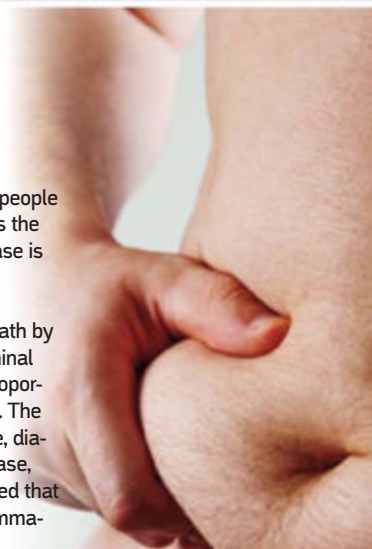 people
s the
ase is
ath by
inal
opor-
. The
e, dia-
ase,
ed that
mma-